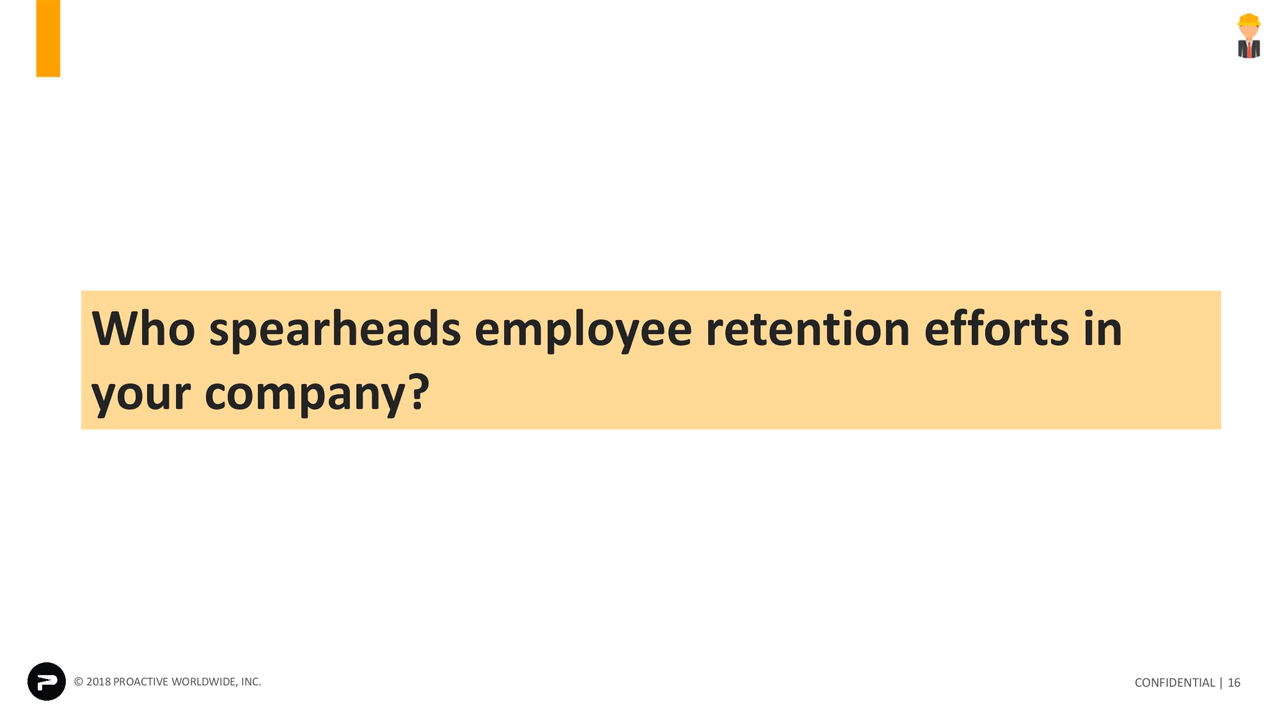 Who spearheads employee retention efforts in
your company?
© 2018 PROACTIVE WORLDWIDE, INC.
CONFIDENTIAL | 16